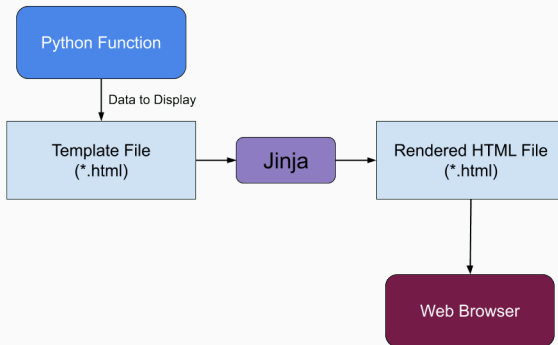 Python Function
Data to Display
Template File
(*.html)
Jinja
Rendered HTML File
(*.html)
Web Browser